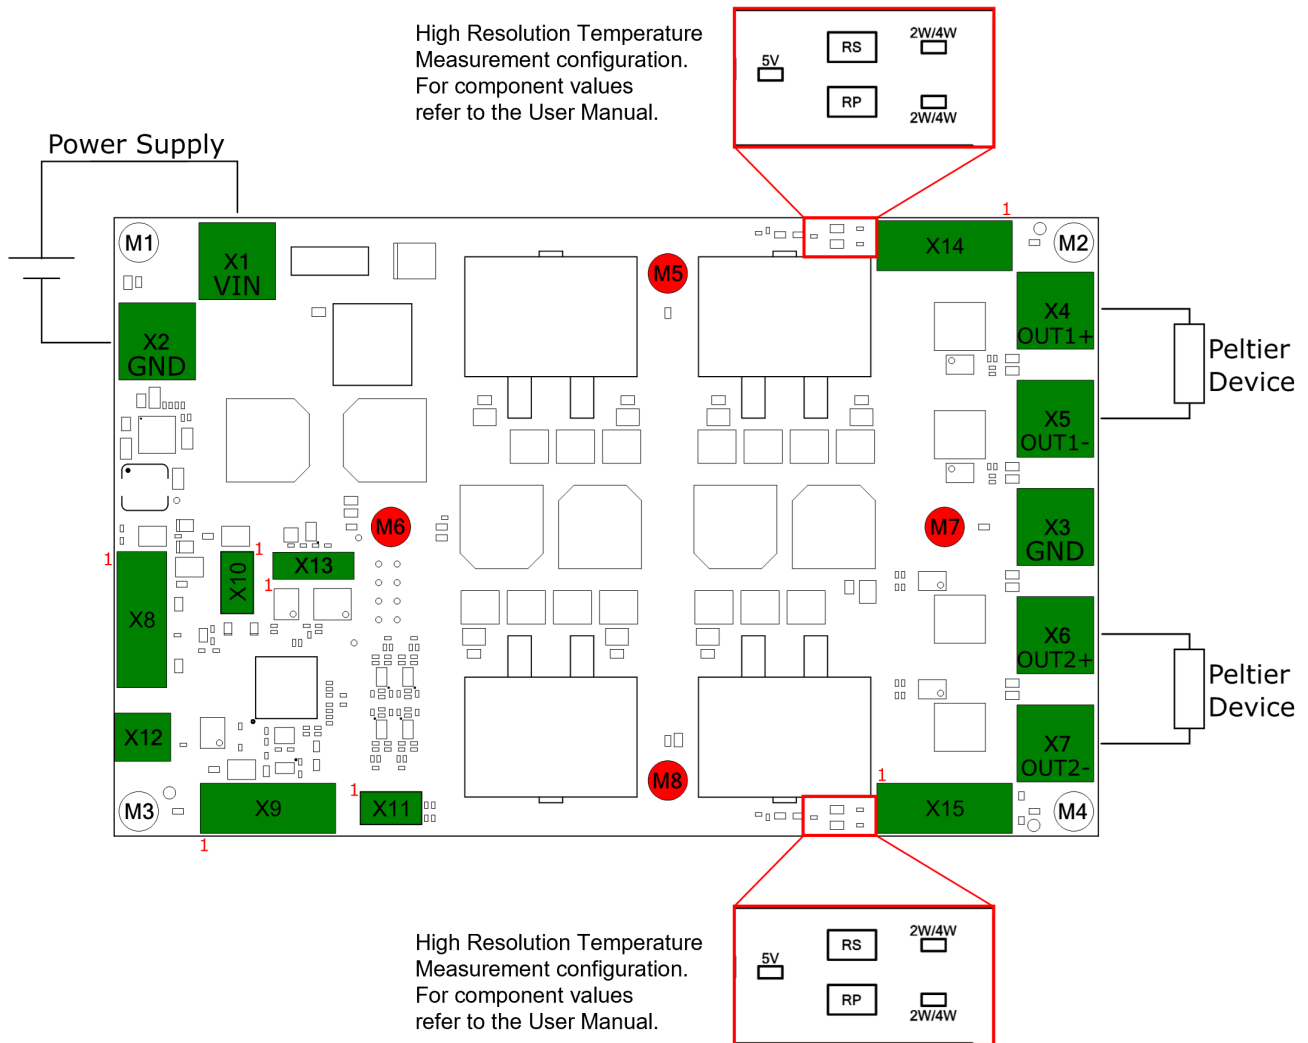 High Resolution Temperature
Measurement configuration.
For component values
refer to the User Manual.
5V
RS
2W/4W
RP
2W/4W
Power Supply
M1
X1
VIN
M5
1
X14
M2
X2
GND
X4
OUT1+
Peltier
Device
X5
OUT1-
M6
M7
X3
GND
1
X8
1
X10
1
X13
X6
OUT2+
Peltier
Device
X12
X7
OUT2-
M3
1
X9
1
X11
M8
1
X15
M4
High Resolution Temperature
Measurement configuration.
For component values
refer to the User Manual.
5V
RS
2W/4W
RP
2W/4W